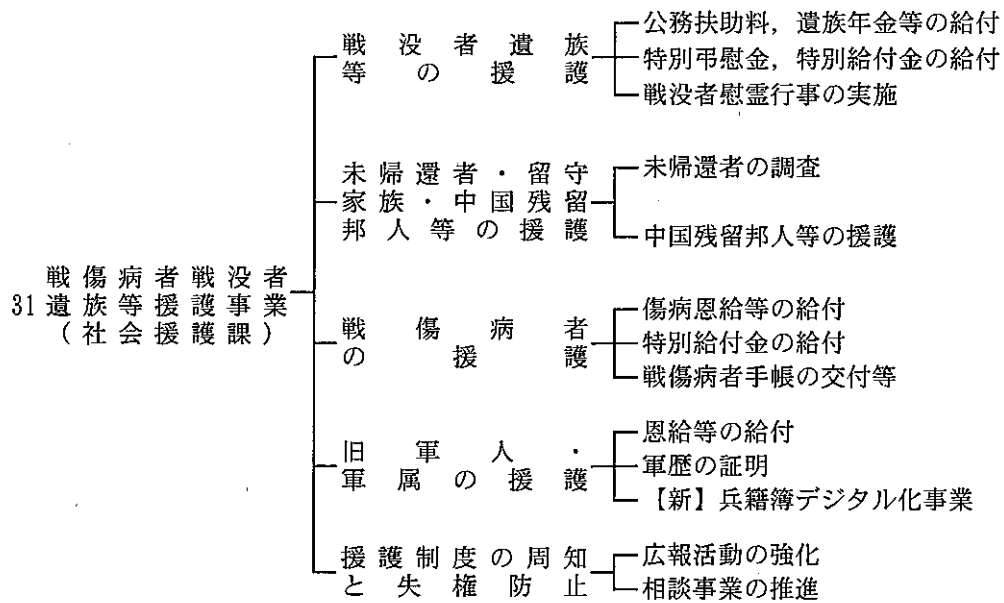 31 戦傷病者戦没者
遺族等援護事業
(社会援護課)
戦没者遺族
等の援護
公務扶助料，遺族年金等の給付
特別弔慰金，特別給付金の給付
戦没者慰霊行事の実施
未帰還者・留守
家族・中国残留
邦人等の援護
未帰還者の調査
中国残留邦人等の援護
戦傷病者
の援護
傷病恩給等の給付
特別給付金の給付
戦傷病者手帳の交付等
旧軍人・
軍属の援護
恩給等の給付
軍歴の証明
【新】兵籍簿デジタル化事業
援護制度の周知
と失権防止
広報活動の強化
相談事業の推進